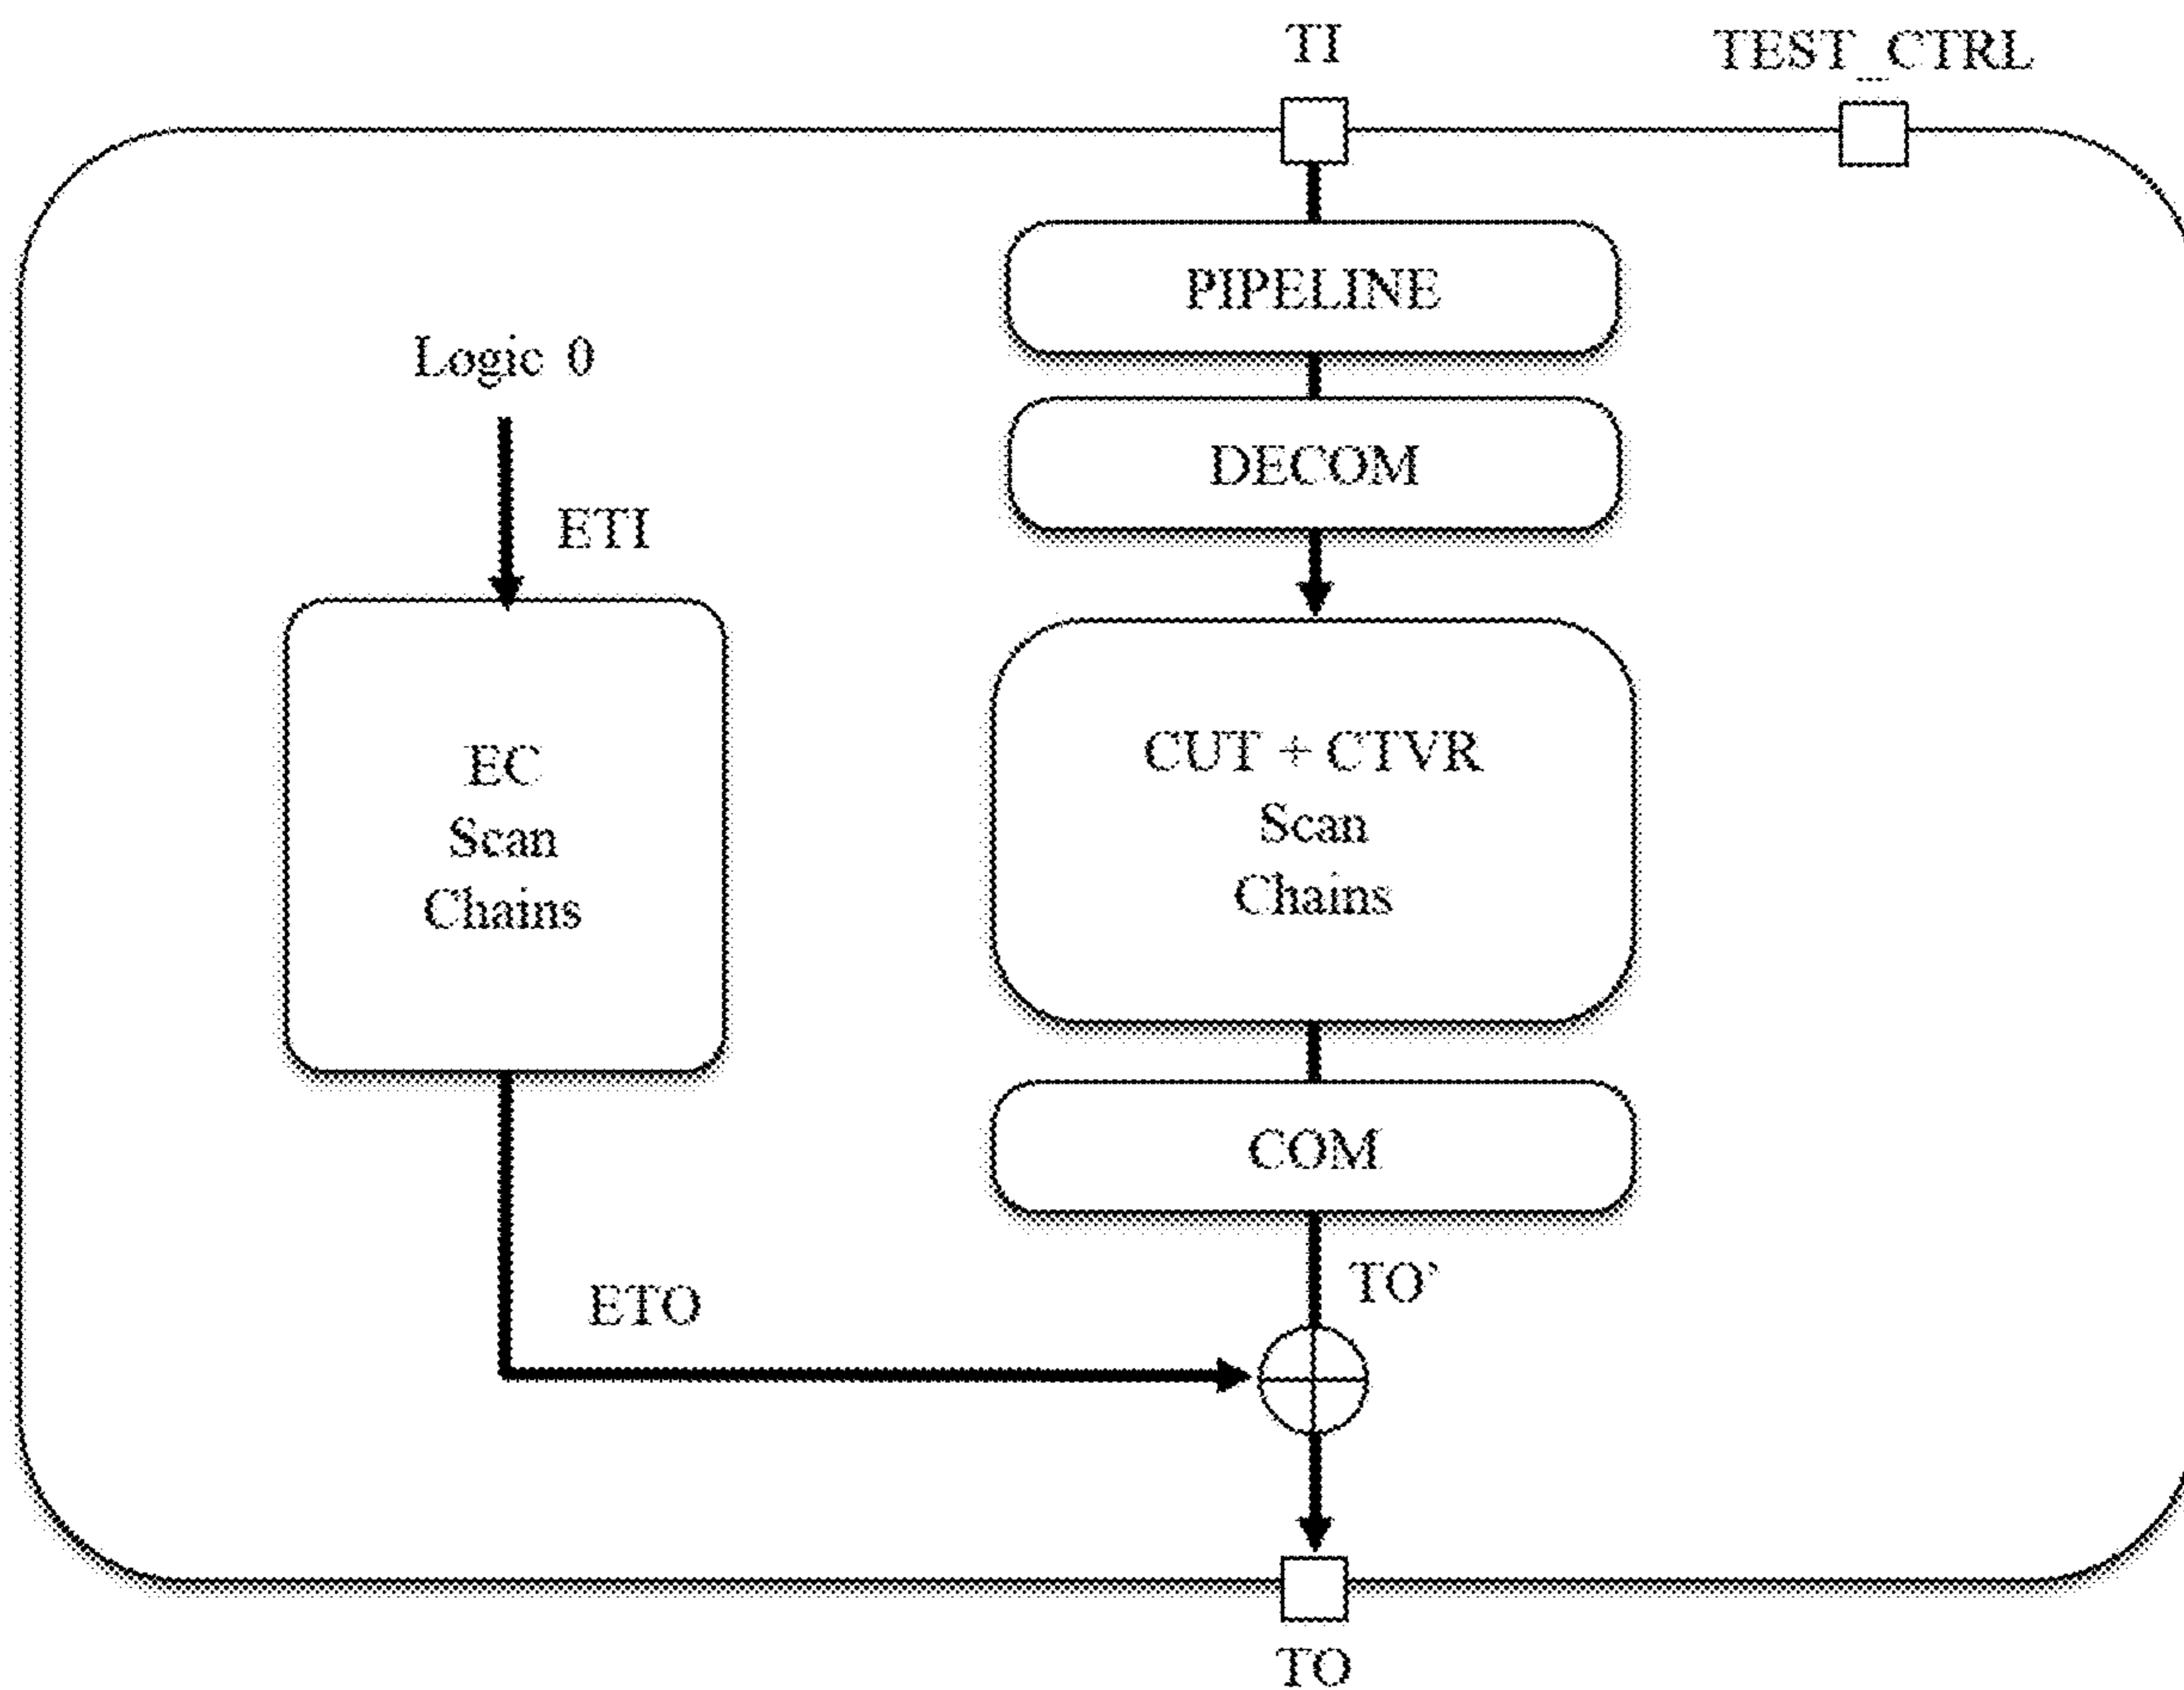 TI
TEST_CTRL
PIPELINE
Logic 0
DECOM
ETI
EC
Scan
Chains
CUT + CTVR
Scan
Chains
COM
TO`
ETO
TO